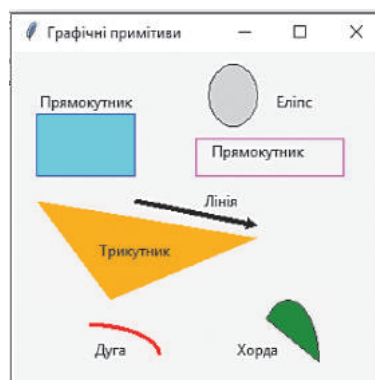 Графічні примітиви
Прямокутник
Еліпс
Прямокутник
Лінія
Трикутник
Дуга
Хорда